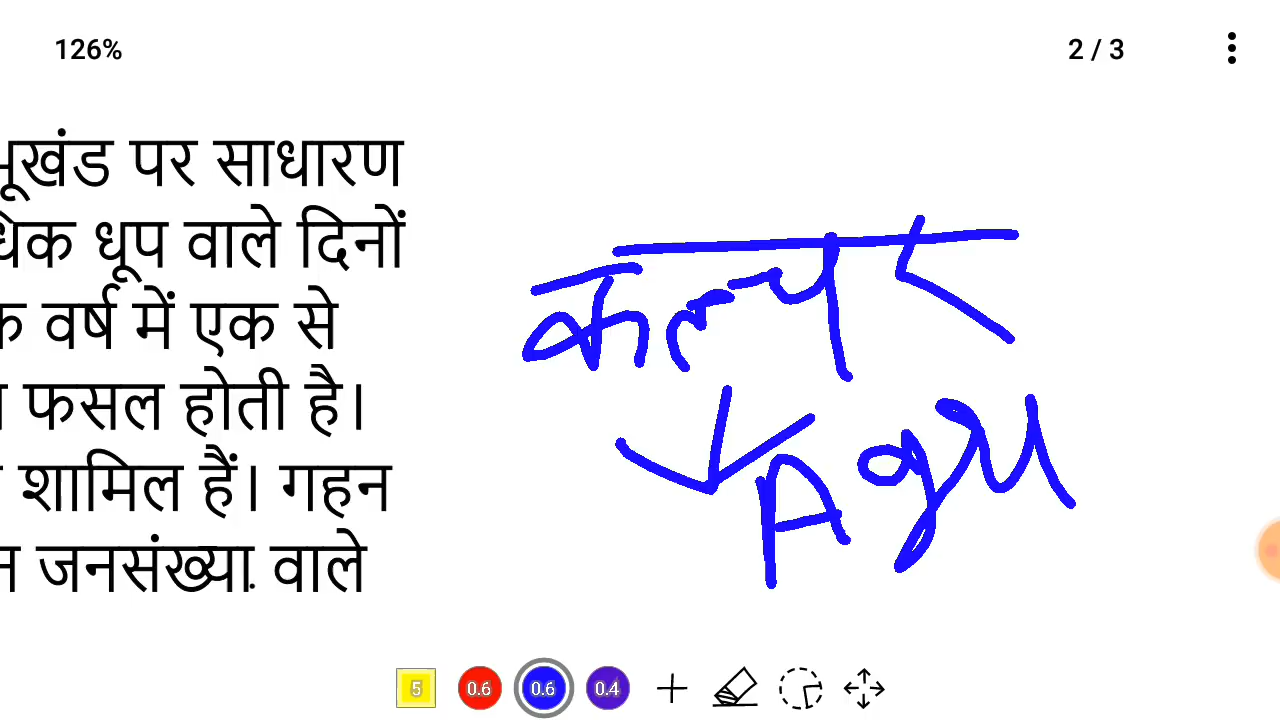 126%
2 / 3
भूखंड पर साधारण
धिक धूप वाले दिनों
क वर्ष में एक से
फसल होती है।
शामिल हैं। गहन
न जनसंख्या. वाले
कल्चर
Agri
5 0.6 0.6 0.4